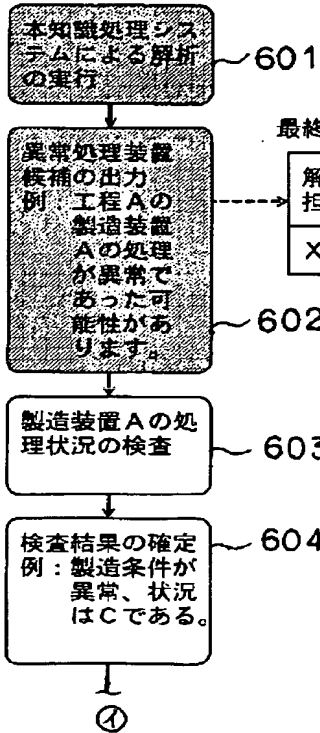 本知識処理シス
テムによる解析
の実行
601
異常処理装置
候補の出力
例：工程Aの
製造装置
Aの処理
が異常で
あった可
能性があ
ります。
602
最終
解
担
X
製造装置Aの処
理状況の検査
603
検査結果の確定
例：製造条件が
異常、状況
はCである。
604
㋑